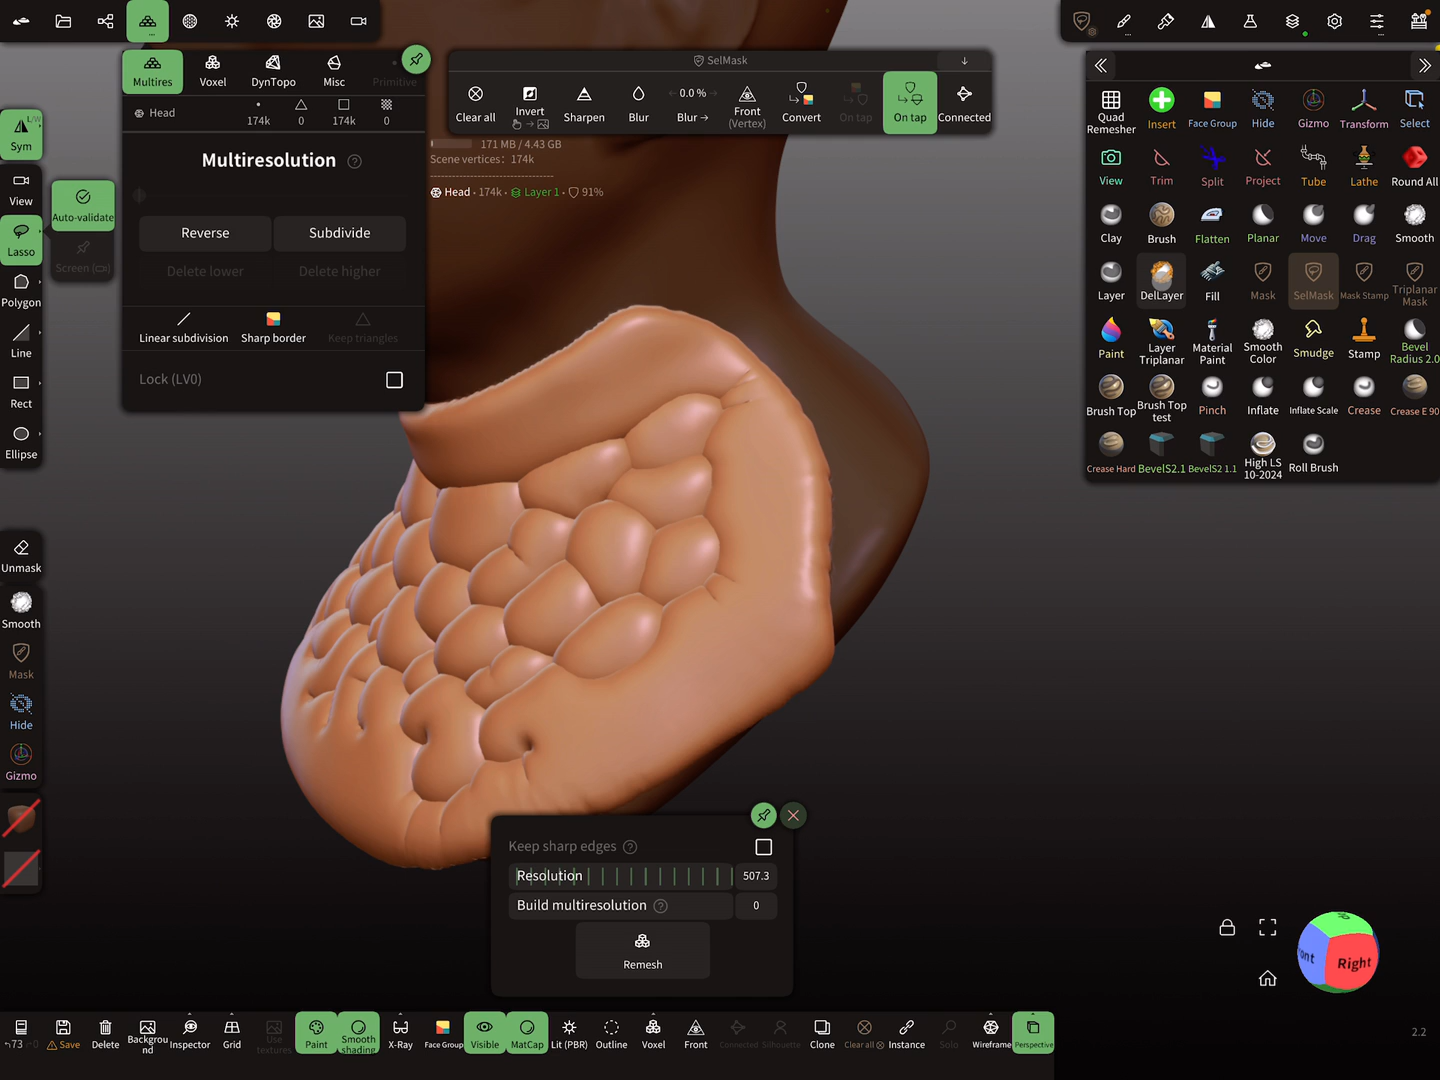 SelMask
Multires
Voxel
DynTopo
Misc
Primitive
Head
174k
0
174k
0
Clear all
Invert
Sharpen
Blur
0.0 %
Blur
Front
(Vertex)
Convert
On tap
On tap
Connected
171 MB / 4.43 GB
Scene vertices: 174k
Head • 174k • Layer 1 • 91%
L/W
Sym
View
Auto-validate
Lasso
Screen
Polygon
Line
Rect
Ellipse
Multiresolution ?
Reverse
Subdivide
Delete lower
Delete higher
Linear subdivision
Sharp border
Keep triangles
Lock (LV0)
Quad
Remesher
Insert
Face Group
Hide
Gizmo
Transform
Select
View
Trim
Split
Project
Tube
Lathe
Round All
Clay
Brush
Flatten
Planar
Move
Drag
Smooth
Layer
DelLayer
Fill
Mask
SelMask
Mask Stamp
Triplanar
Mask
Paint
Layer
Triplanar
Material
Paint
Smooth
Color
Smudge
Stamp
Bevel
Radius 2.0
Brush Top
Brush Top
test
Pinch
Inflate
Inflate Scale
Crease
Crease E 90
Crease Hard
BevelS2.1
BevelS2 1.1
High LS
10-2024
Roll Brush
Unmask
Smooth
Mask
Hide
Gizmo
Keep sharp edges ?
Resolution
507.3
Build multiresolution ?
0
Remesh
Front
Right
73
0
Save
Delete
Backgrou
nd
Inspector
Grid
Use
textures
Paint
Smooth
shading
X-Ray
Face Group
Visible
MatCap
Lit (PBR)
Outline
Voxel
Front
Connected
Silhouette
Clone
Clear all
Instance
Solo
Wireframe
Perspective
2.2